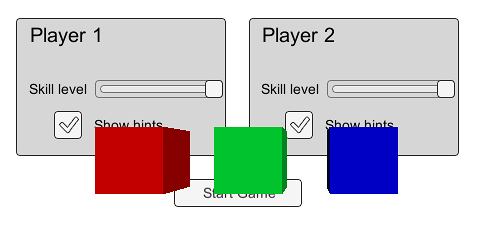 Player 1
Player 2
Skill level
Skill level
Show hints
Show hints
Start Game